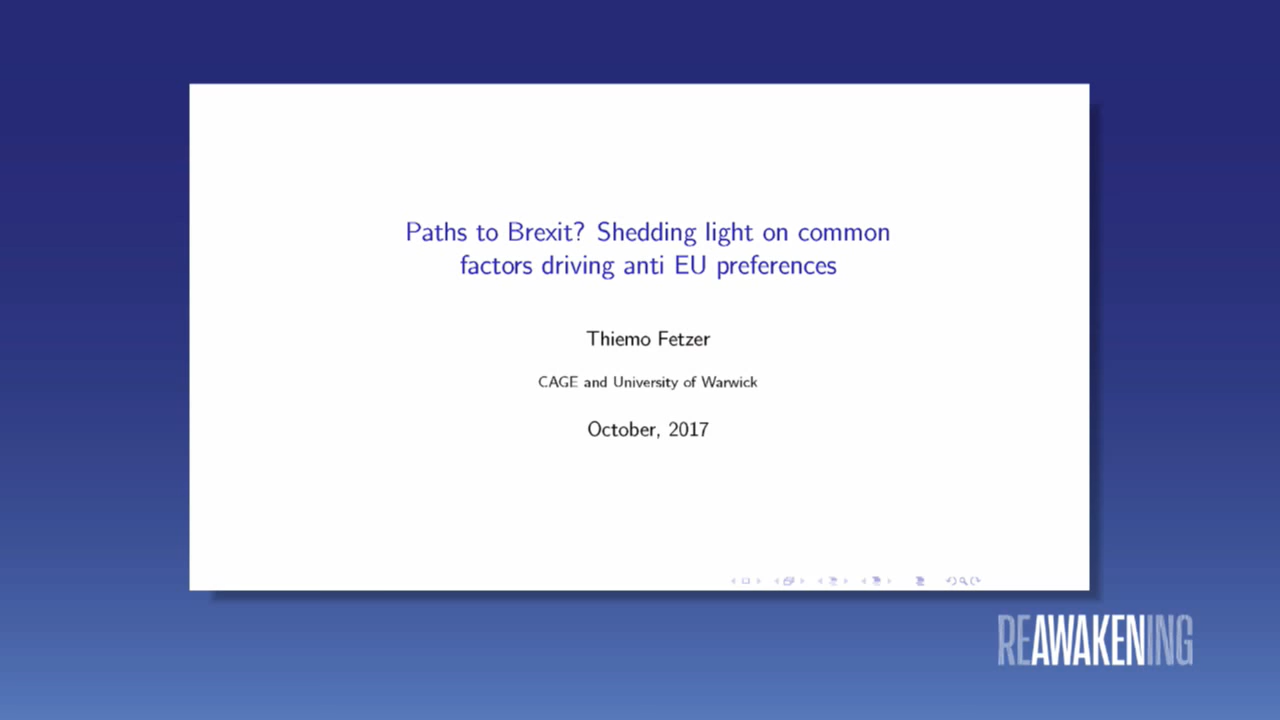 Paths to Brexit? Shedding light on common
factors driving anti EU preferences
Thiemo Fetzer
CAGE and University of Warwick
October, 2017
REAWAKENING